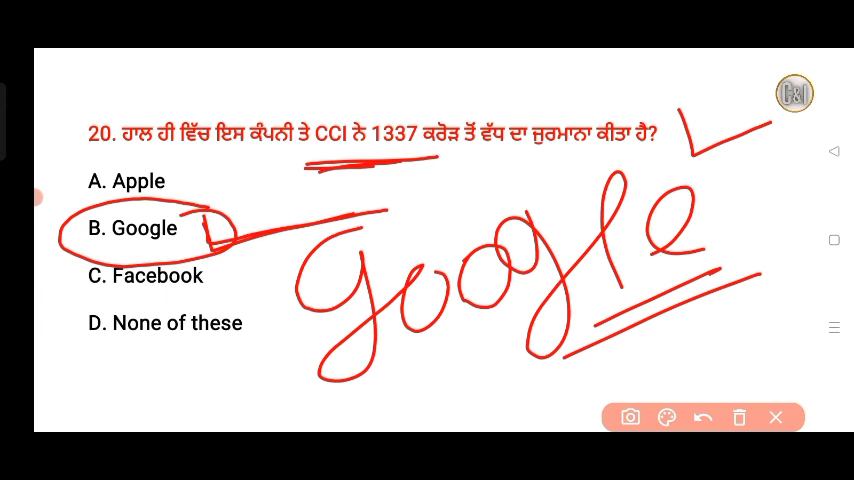 C&I
20. ਹਾਲ ਹੀ ਵਿੱਚ ਇਸ ਕੰਪਨੀ ਤੇ CCI ਨੇ 1337 ਕਰੋੜ ਤੋਂ ਵੱਧ ਦਾ ਜੁਰਮਾਨਾ ਕੀਤਾ ਹੈ?
A. Apple
B. Google
C. Facebook
D. None of these
Google